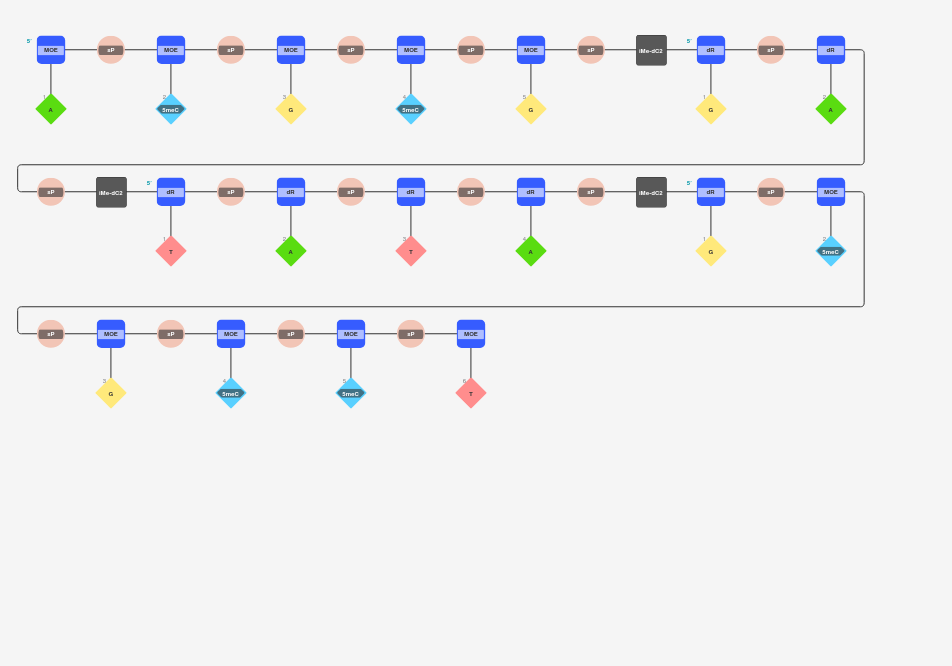 5' MOE sP MOE sP MOE sP MOE sP MOE sP iMe-dC2 5' dR sP dR
1 A 2 5meC 3 G 4 5meC 5 G 1 G 2 A
sP iMe-dC2 5' dR sP dR sP dR sP dR sP iMe-dC2 5' dR sP MOE
1 T 2 A 3 T 4 A 1 G 2 5meC
sP MOE sP MOE sP MOE sP MOE
3 G 4 5meC 5 5meC 6 T